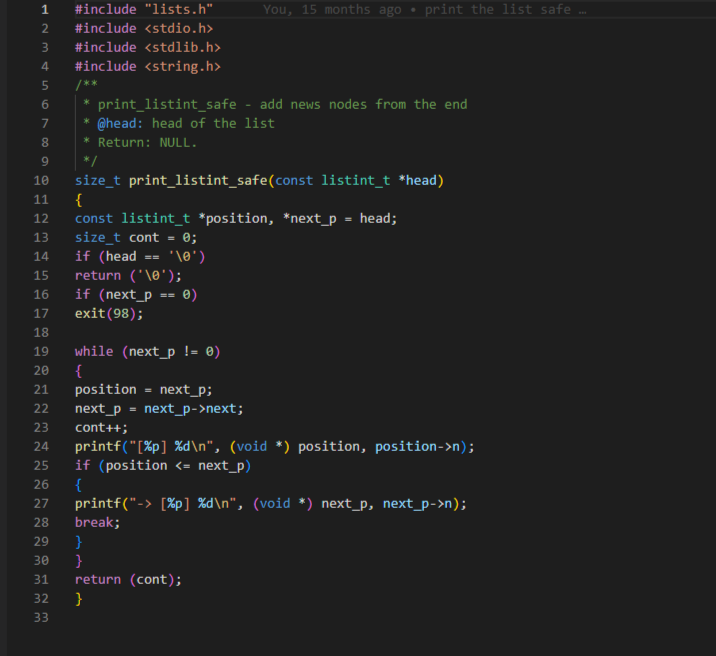 1 #include "lists.h" You, 15 months ago • print the list safe …
2 #include <stdio.h>
3 #include <stdlib.h>
4 #include <string.h>
5 /**
6 * print_listint_safe - add news nodes from the end
7 * @head: head of the list
8 * Return: NULL.
9 */
10 size_t print_listint_safe(const listint_t *head)
11 {
12 const listint_t *position, *next_p = head;
13 size_t cont = 0;
14 if (head == '\0')
15 return ('\0');
16 if (next_p == 0)
17 exit(98);
18
19 while (next_p != 0)
20 {
21 position = next_p;
22 next_p = next_p->next;
23 cont++;
24 printf("[%p] %d\n", (void *) position, position->n);
25 if (position <= next_p)
26 {
27 printf("-> [%p] %d\n", (void *) next_p, next_p->n);
28 break;
29 }
30 }
31 return (cont);
32 }
33